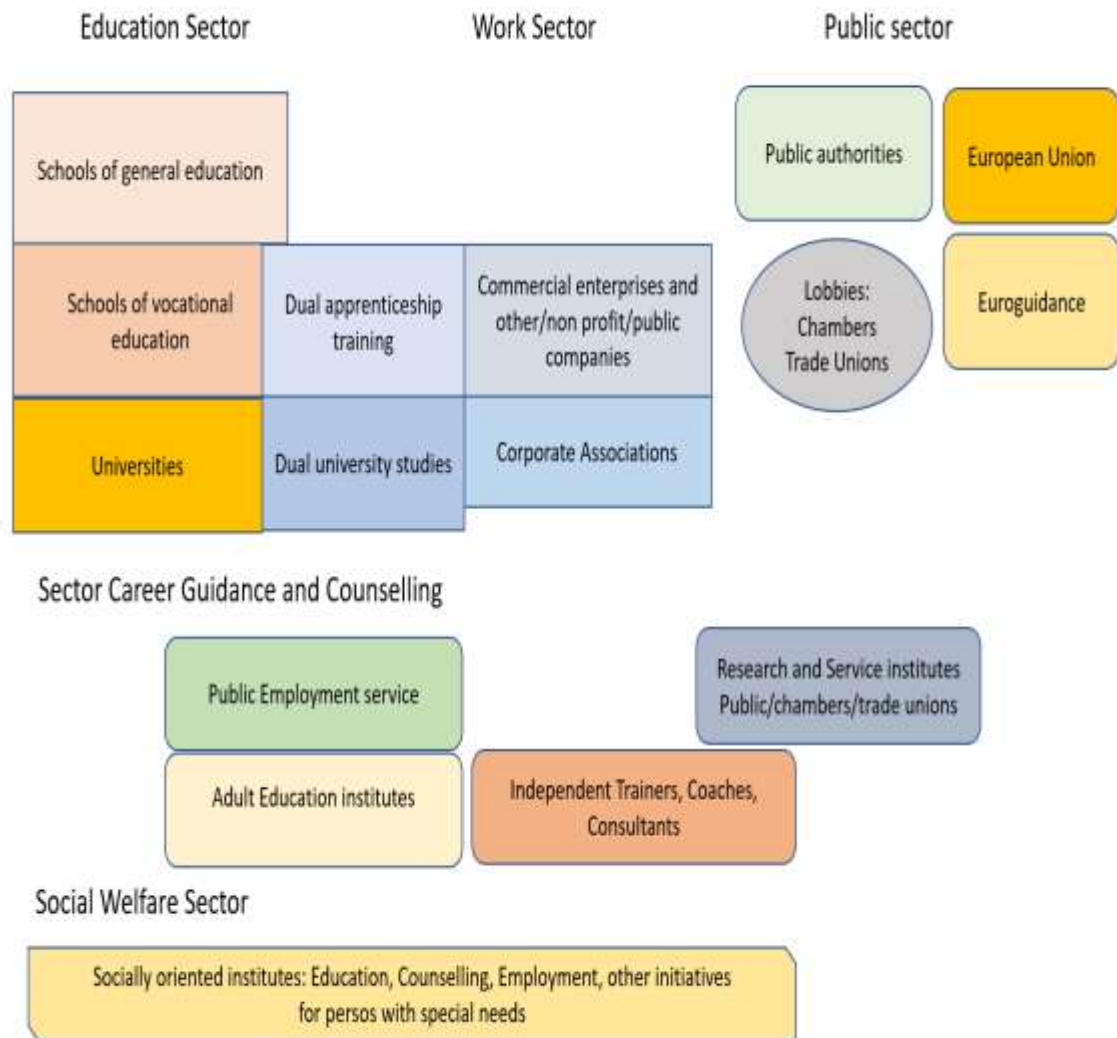 Education Sector
Work Sector
Public sector
Schools of general education
Public authorities
European Union
Schools of vocational
education
Dual apprenticeship
training
Commercial enterprises and
other/non profit/public
companies
Lobbies:
Chambers
Trade Unions
Euroguidance
Universities
Dual university studies
Corporate Associations
Sector Career Guidance and Counselling
Public Employment service
Research and Service institutes
Public/chambers/trade unions
Adult Education institutes
Independent Trainers, Coaches,
Consultants
Social Welfare Sector
Socially oriented institutes: Education, Counselling, Employment, other initiatives
for persos with special needs